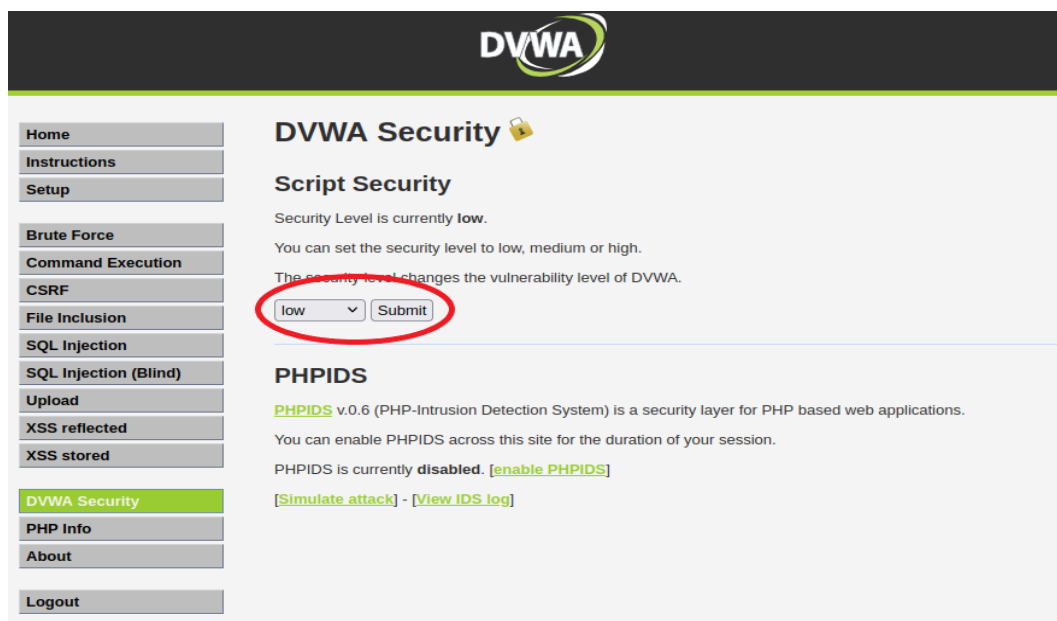 DVWA
Home
Instructions
Setup
Brute Force
Command Execution
CSRF
File Inclusion
SQL Injection
SQL Injection (Blind)
Upload
XSS reflected
XSS stored
DVWA Security
PHP Info
About
Logout
DVWA Security
Script Security
Security Level is currently low.
You can set the security level to low, medium or high.
The security level changes the vulnerability level of DVWA.
low Submit
PHPIDS
PHPIDS v.0.6 (PHP-Intrusion Detection System) is a security layer for PHP based web applications.
You can enable PHPIDS across this site for the duration of your session.
PHPIDS is currently disabled. [enable PHPIDS]
[Simulate attack] - [View IDS log]